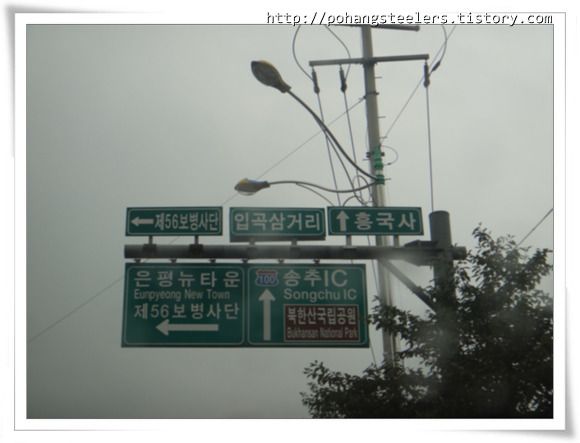 http://pohangsteelers.tistory.com
제56보병사단
입곡삼거리
흥국사
은평뉴타운
Eunpyeong New Town
제56보병사단
100
송추IC
Songchu IC
북한산국립공원
Bukhansan National Park